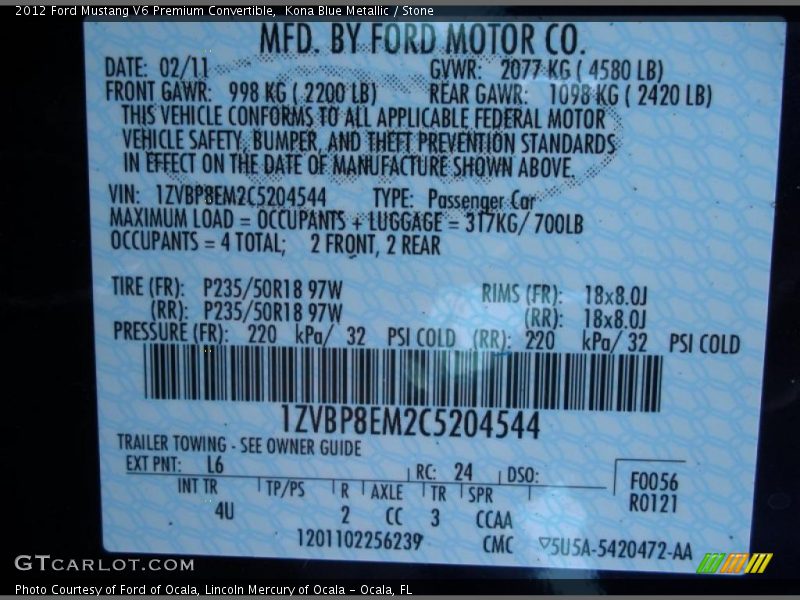 2012 Ford Mustang V6 Premium Convertible,  Kona Blue Metallic / Stone
MFD. BY FORD MOTOR CO.
DATE: 02/11 GVWR: 2077 KG ( 4580 LB)
FRONT GAWR: 998 KG ( 2200 LB) REAR GAWR: 1098 KG ( 2420 LB)
THIS VEHICLE CONFORMS TO ALL APPLICABLE FEDERAL MOTOR
VEHICLE SAFETY, BUMPER, AND THEFT PREVENTION STANDARDS
IN EFFECT ON THE DATE OF MANUFACTURE SHOWN ABOVE.
VIN: 1ZVBP8EM2C5204544 TYPE: Passenger Car
MAXIMUM LOAD = OCCUPANTS + LUGGAGE = 317KG/ 700LB
OCCUPANTS = 4 TOTAL; 2 FRONT, 2 REAR
TIRE (FR): P235/50R18 97W RIMS (FR): 18x8.0J
(RR): P235/50R18 97W (RR): 18x8.0J
PRESSURE (FR): 220 kPa/ 32 PSI COLD (RR): 220 kPa/ 32 PSI COLD
1ZVBP8EM2C5204544
TRAILER TOWING - SEE OWNER GUIDE
EXT PNT: L6 RC: 24 DSO: F0056
INT TR TP/PS R AXLE TR SPR R0121
4U 2 CC 3 CCAA
1201102256239 CMC ▽5U5A-5420472-AA
GTCARLOT.COM
Photo Courtesy of Ford of Ocala, Lincoln Mercury of Ocala - Ocala, FL